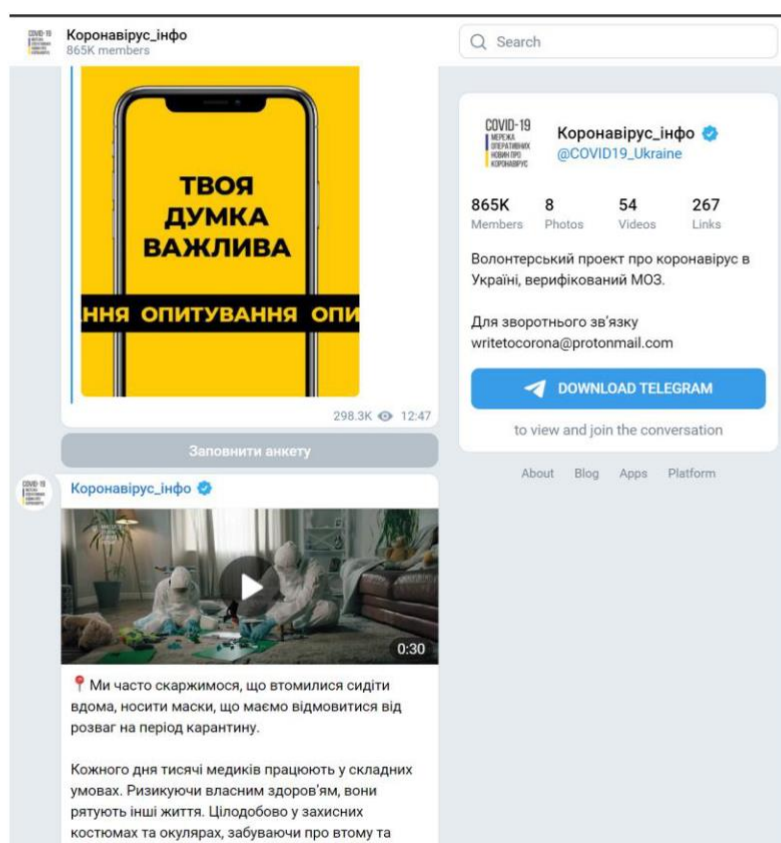 Коронавірус_інфо
865K members
ТВОЯ
ДУМКА
ВАЖЛИВА
ННЯ ОПИТУВАННЯ ОПИ
298.3K 12:47
Заповнити анкету
Коронавірус_інфо
0:30
Ми часто скаржимося, що втомилися сидіти
вдома, носити маски, що маємо відмовитися від
розваг на період карантину.
Кожного дня тисячі медиків працюють у складних
умовах. Ризикуючи власним здоров'ям, вони
рятують інші життя. Цілодобово у захисних
костюмах та окулярах, забуваючи про втому та
Search
COVID-19
МЕРЕЖА
ОПЕРАТИВНИХ
НОВИН ПРО
КОРОНАВІРУС
Коронавірус_інфо
@COVID19_Ukraine
865K 8 54 267
Members Photos Videos Links
Волонтерський проект про коронавірус в
Україні, верифікований МОЗ.
Для зворотнього зв'язку
writetocorona@protonmail.com
DOWNLOAD TELEGRAM
to view and join the conversation
About Blog Apps Platform